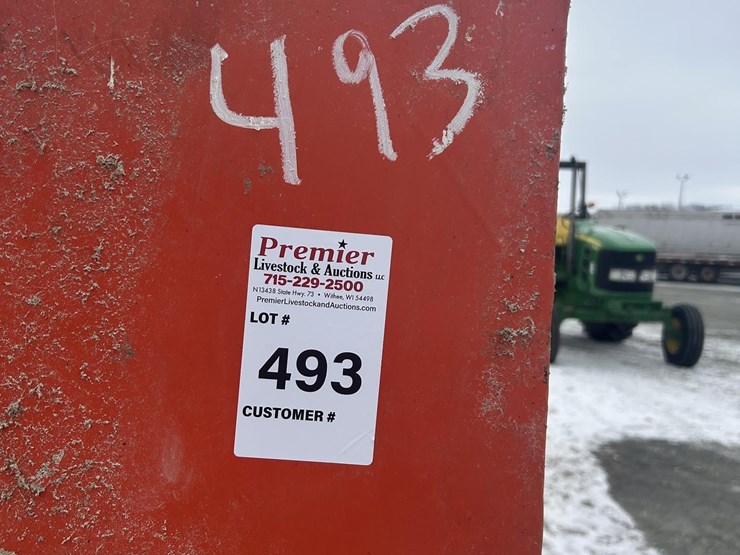 493
Premier
Livestock & Auctions LLC
715-229-2500
N13438 State Hwy. 73 • Withee, WI 54498
PremierLivestockandAuctions.com
LOT #
493
CUSTOMER #